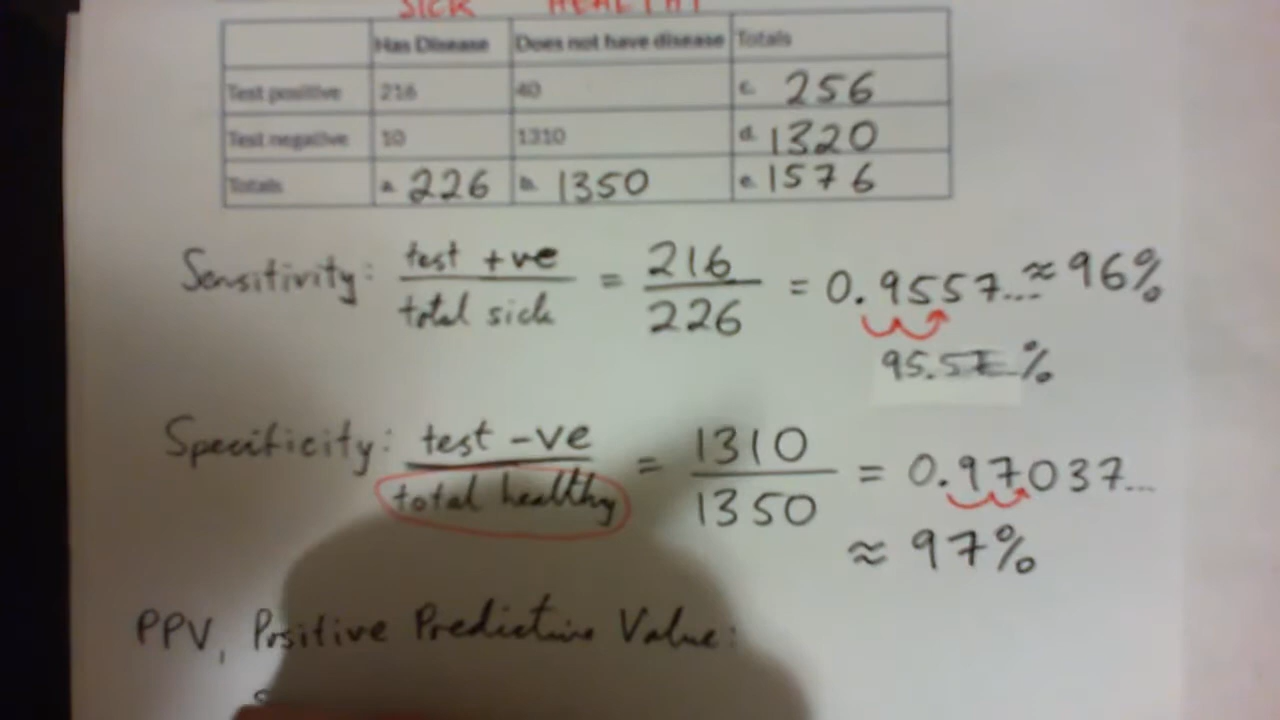 SICK HEALTHY
Has Disease Does not have disease Totals
Test positive 216 40 c. 256
Test negative 10 1310 d. 1320
Totals a. 226 b. 1350 e. 1576
Sensitivity: test +ve / total sick = 216 / 226 = 0.9557... ≈ 96%
95.5 %
Specificity: test -ve / total healthy = 1310 / 1350 = 0.97037...
≈ 97%
PPV, Positive Predictive Value: